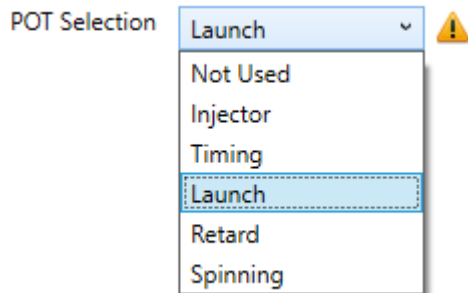 POT Selection Launch
Not Used
Injector
Timing
Launch
Retard
Spinning